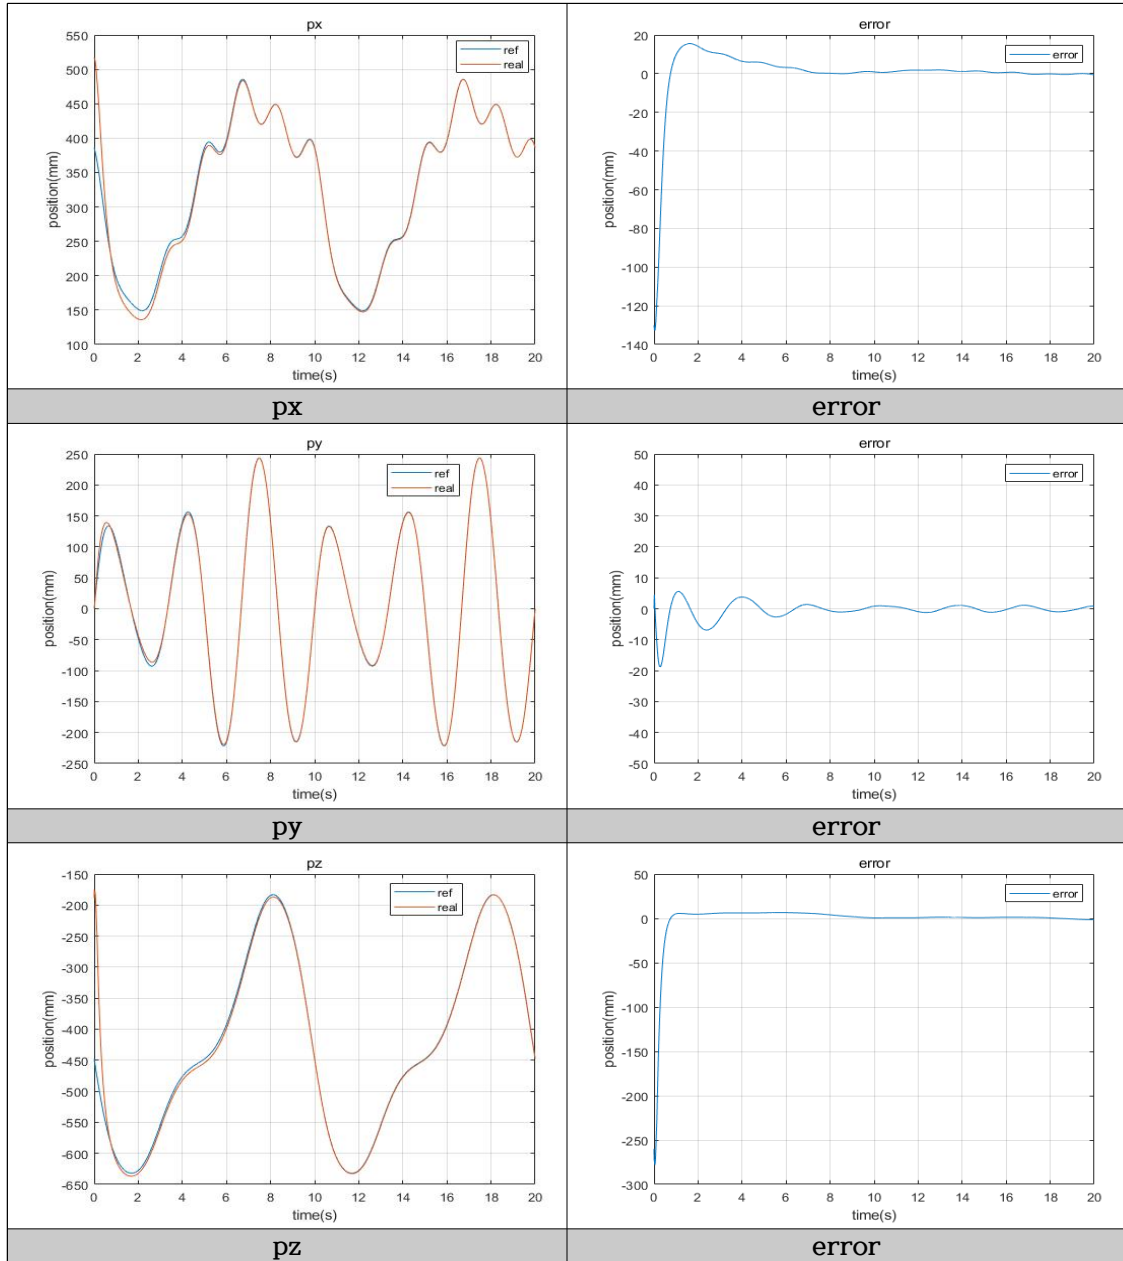 px
550
500
450
400
350
300
250
200
150
100
position(mm)
ref
real
0 2 4 6 8 10 12 14 16 18 20
time(s)
error
20
0
-20
-40
-60
-80
-100
-120
-140
position(mm)
error
0 2 4 6 8 10 12 14 16 18 20
time(s)
px
error
py
250
200
150
100
50
0
-50
-100
-150
-200
-250
position(mm)
ref
real
0 2 4 6 8 10 12 14 16 18 20
time(s)
error
50
40
30
20
10
0
-10
-20
-30
-40
-50
position(mm)
error
0 2 4 6 8 10 12 14 16 18 20
time(s)
py
error
pz
-150
-200
-250
-300
-350
-400
-450
-500
-550
-600
-650
position(mm)
ref
real
0 2 4 6 8 10 12 14 16 18 20
time(s)
error
50
0
-50
-100
-150
-200
-250
-300
position(mm)
error
0 2 4 6 8 10 12 14 16 18 20
time(s)
pz
error